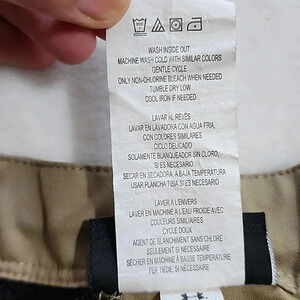 WASH INSIDE OUT
MACHINE WASH COLD WITH SIMILAR COLORS
GENTLE CYCLE
ONLY NON-CHLORINE BLEACH WHEN NEEDED
TUMBLE DRY LOW
COOL IRON IF NEEDED
LAVAR AL REVÉS
LAVAR EN LAVADORA CON AGUA FRIA,
CON COLORES SIMILARES
CICLO DELICADO
SOLAMENTE BLANQUEADOR SIN CLORO,
SI ES NECESARIO
SECAR EN SECADORA, A BAJA TEMPERATURA
USAR PLANCHA TIBIA SI ES NECESARIO
LAVER À L'ENVERS
LAVER EN MACHINE À L'EAU FROIDE AVEC
COULEURS SIMILIAIRES
CYCLE DOUX
AGENT DE BLANCHIMENT SANS CHLORE
SEULEMENT SI NÉCESSAIRE
SÉCHER EN MACHINE À BASSE TEMPÉRATURE
FER TIÈDE, SI NÉCESSAIRE